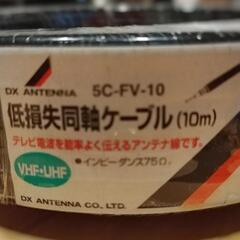 DX ANTENNA 5C-FV-10
低損失同軸ケーブル(10m)
テレビ電波を能率よく伝えるアンテナ線です。
VHF・UHF
●インピーダンス75Ω
DX ANTENNA CO., LTD.